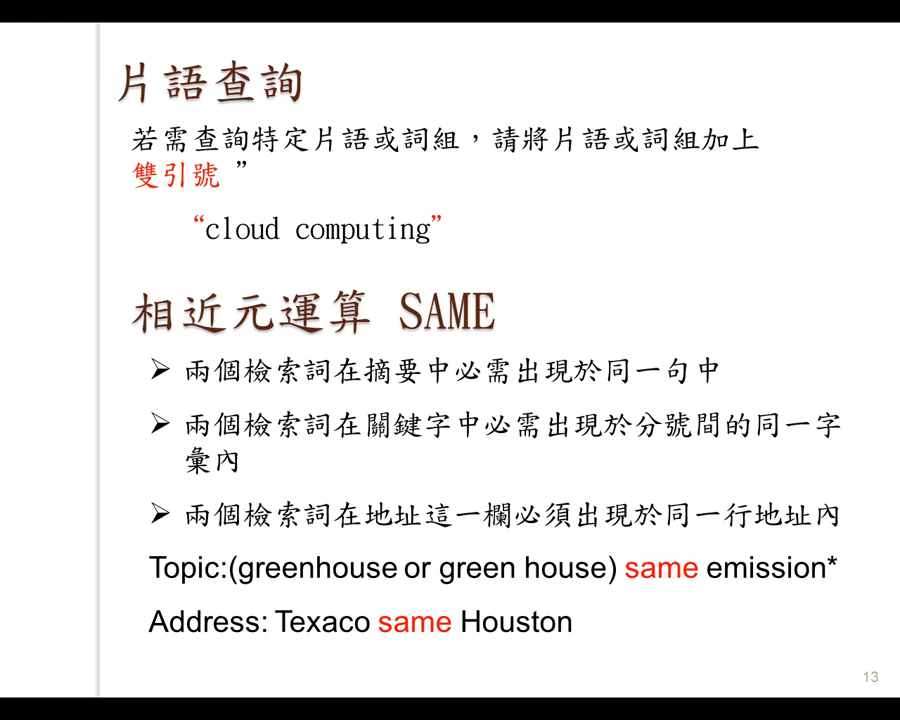 片語查詢
若需查詢特定片語或詞組，請將片語或詞組加上
雙引號 ”
“cloud computing”
相近元運算 SAME
➢ 兩個檢索詞在摘要中必需出現於同一句中
➢ 兩個檢索詞在關鍵字中必需出現於分號間的同一字
彙內
➢ 兩個檢索詞在地址這一欄必須出現於同一行地址內
Topic:(greenhouse or green house) same emission*
Address: Texaco same Houston
13